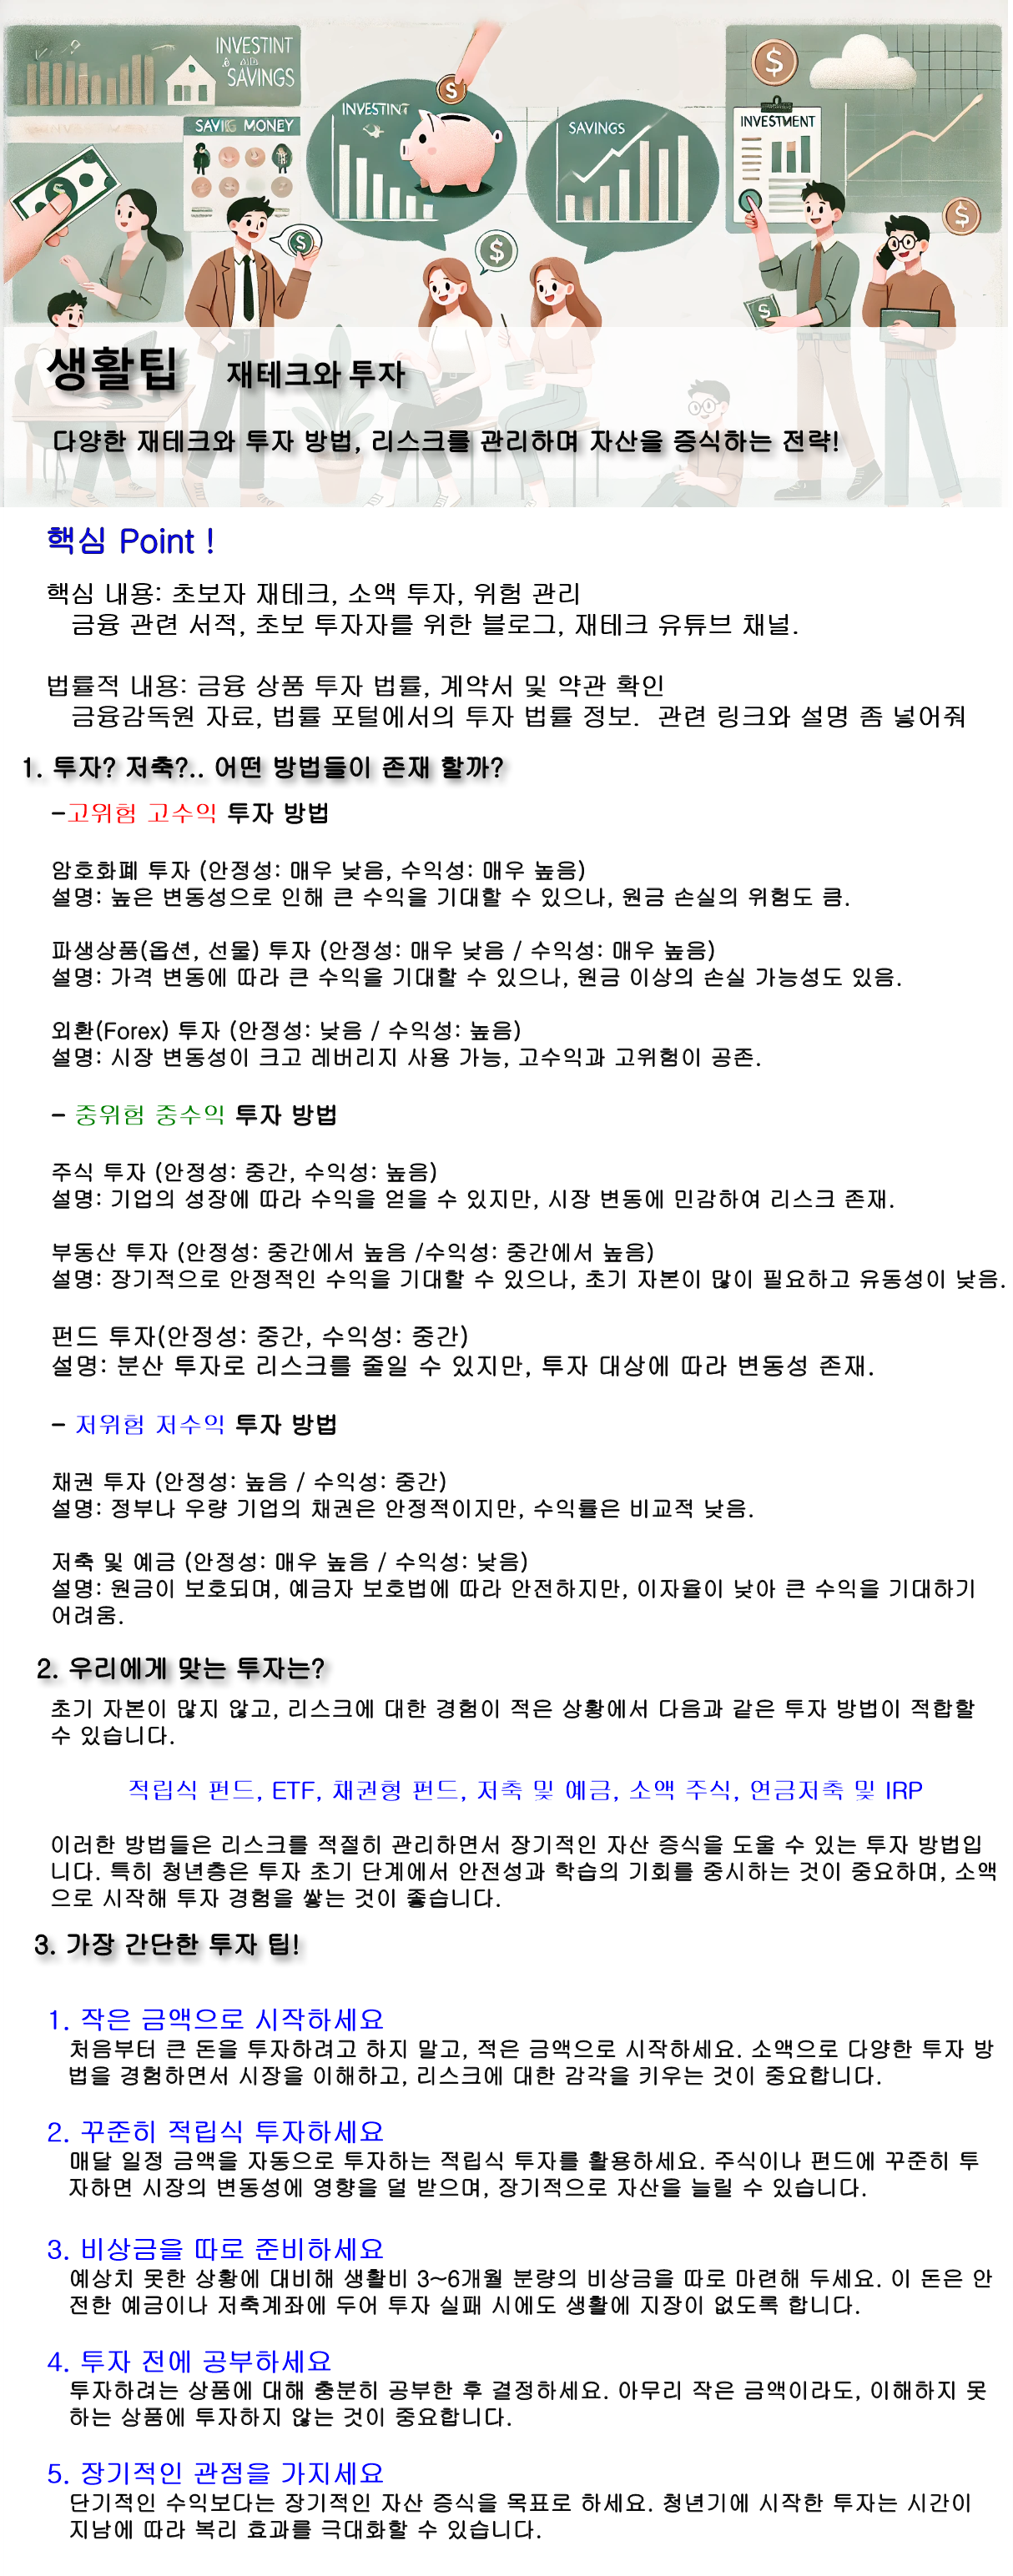 INVESTINT
&
AИ
SAVINGS
SAVIG MONEY
INVESTINT
SAVINGS
INVESTMENT
$
$
$
$
$
$
생활팁 재테크와 투자
다양한 재테크와 투자 방법, 리스크를 관리하며 자산을 증식하는 전략!
핵심 Point !
핵심 내용: 초보자 재테크, 소액 투자, 위험 관리
금융 관련 서적, 초보 투자자를 위한 블로그, 재테크 유튜브 채널.
법률적 내용: 금융 상품 투자 법률, 계약서 및 약관 확인
금융감독원 자료, 법률 포털에서의 투자 법률 정보. 관련 링크와 설명 좀 넣어줘
1. 투자? 저축?.. 어떤 방법들이 존재 할까?
-고위험 고수익 투자 방법
암호화폐 투자 (안정성: 매우 낮음, 수익성: 매우 높음)
설명: 높은 변동성으로 인해 큰 수익을 기대할 수 있으나, 원금 손실의 위험도 큼.
파생상품(옵션, 선물) 투자 (안정성: 매우 낮음 / 수익성: 매우 높음)
설명: 가격 변동에 따라 큰 수익을 기대할 수 있으나, 원금 이상의 손실 가능성도 있음.
외환(Forex) 투자 (안정성: 낮음 / 수익성: 높음)
설명: 시장 변동성이 크고 레버리지 사용 가능, 고수익과 고위험이 공존.
- 중위험 중수익 투자 방법
주식 투자 (안정성: 중간, 수익성: 높음)
설명: 기업의 성장에 따라 수익을 얻을 수 있지만, 시장 변동에 민감하여 리스크 존재.
부동산 투자 (안정성: 중간에서 높음 /수익성: 중간에서 높음)
설명: 장기적으로 안정적인 수익을 기대할 수 있으나, 초기 자본이 많이 필요하고 유동성이 낮음.
펀드 투자(안정성: 중간, 수익성: 중간)
설명: 분산 투자로 리스크를 줄일 수 있지만, 투자 대상에 따라 변동성 존재.
- 저위험 저수익 투자 방법
채권 투자 (안정성: 높음 / 수익성: 중간)
설명: 정부나 우량 기업의 채권은 안정적이지만, 수익률은 비교적 낮음.
저축 및 예금 (안정성: 매우 높음 / 수익성: 낮음)
설명: 원금이 보호되며, 예금자 보호법에 따라 안전하지만, 이자율이 낮아 큰 수익을 기대하기
어려움.
2. 우리에게 맞는 투자는?
초기 자본이 많지 않고, 리스크에 대한 경험이 적은 상황에서 다음과 같은 투자 방법이 적합할
수 있습니다.
적립식 펀드, ETF, 채권형 펀드, 저축 및 예금, 소액 주식, 연금저축 및 IRP
이러한 방법들은 리스크를 적절히 관리하면서 장기적인 자산 증식을 도울 수 있는 투자 방법입
니다. 특히 청년층은 투자 초기 단계에서 안전성과 학습의 기회를 중시하는 것이 중요하며, 소액
으로 시작해 투자 경험을 쌓는 것이 좋습니다.
3. 가장 간단한 투자 팁!
1. 작은 금액으로 시작하세요
처음부터 큰 돈을 투자하려고 하지 말고, 적은 금액으로 시작하세요. 소액으로 다양한 투자 방
법을 경험하면서 시장을 이해하고, 리스크에 대한 감각을 키우는 것이 중요합니다.
2. 꾸준히 적립식 투자하세요
매달 일정 금액을 자동으로 투자하는 적립식 투자를 활용하세요. 주식이나 펀드에 꾸준히 투
자하면 시장의 변동성에 영향을 덜 받으며, 장기적으로 자산을 늘릴 수 있습니다.
3. 비상금을 따로 준비하세요
예상치 못한 상황에 대비해 생활비 3~6개월 분량의 비상금을 따로 마련해 두세요. 이 돈은 안
전한 예금이나 저축계좌에 두어 투자 실패 시에도 생활에 지장이 없도록 합니다.
4. 투자 전에 공부하세요
투자하려는 상품에 대해 충분히 공부한 후 결정하세요. 아무리 작은 금액이라도, 이해하지 못
하는 상품에 투자하지 않는 것이 중요합니다.
5. 장기적인 관점을 가지세요
단기적인 수익보다는 장기적인 자산 증식을 목표로 하세요. 청년기에 시작한 투자는 시간이
지남에 따라 복리 효과를 극대화할 수 있습니다.